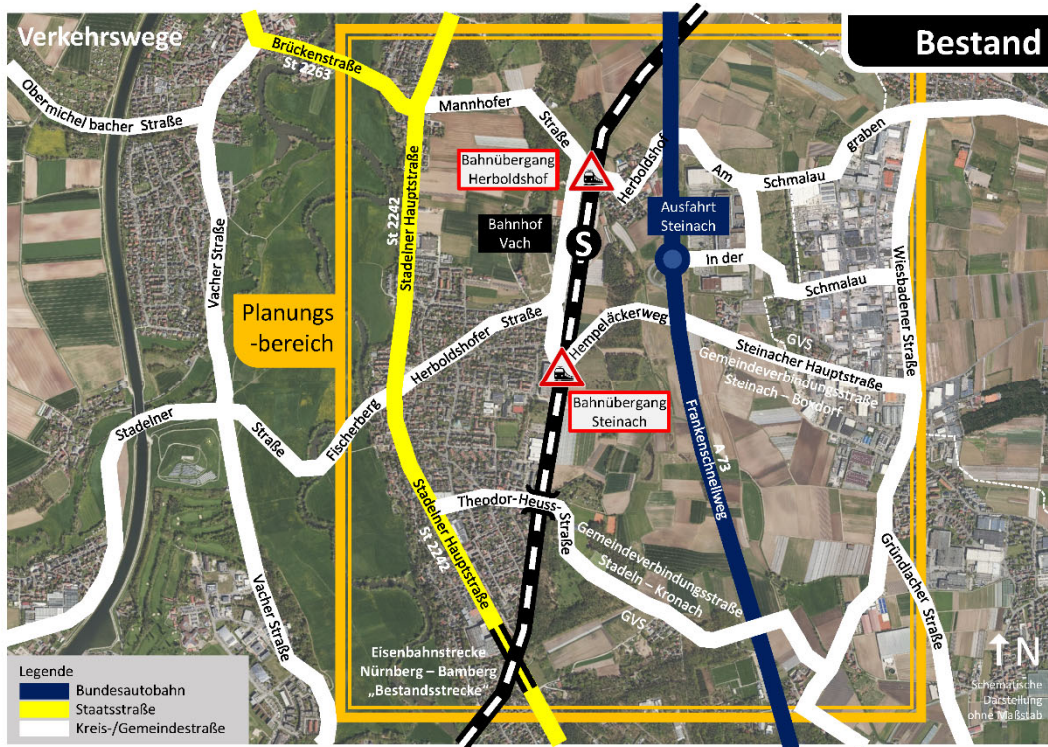 Verkehrswege
Bestand
Brückenstraße
St 2263
Obermichelbacher Straße
Mannhofer
Straße
Bahnübergang
Herboldshof
Herboldshof
Am
Schmalau
graben
Bahnhof
Vach
S
Ausfahrt
Steinach
In der
Schmalau
Wiesbadener Straße
St 2242
Stadelner Hauptstraße
Vacher Straße
Planungs
-bereich
Herboldshofer Straße
Hempeläckerweg
GVS
Steinacher Hauptstraße
Gemeindeverbindungsstraße
Steinach – Boxdorf
Bahnübergang
Steinach
Stadelner
Straße
Fischerberg
A 73
Frankenschnellweg
Theodor-Heuss-
Straße
Stadelner Hauptstraße
St 2242
Gemeindeverbindungsstraße
Stadeln – Kronach
GVS
Gründlacher Straße
Vacher Straße
Eisenbahnstrecke
Nürnberg – Bamberg
„Bestandsstrecke“
N
Schematische
Darstellung
ohne Maßstab
Legende
Bundesautobahn
Staatsstraße
Kreis-/Gemeindestraße